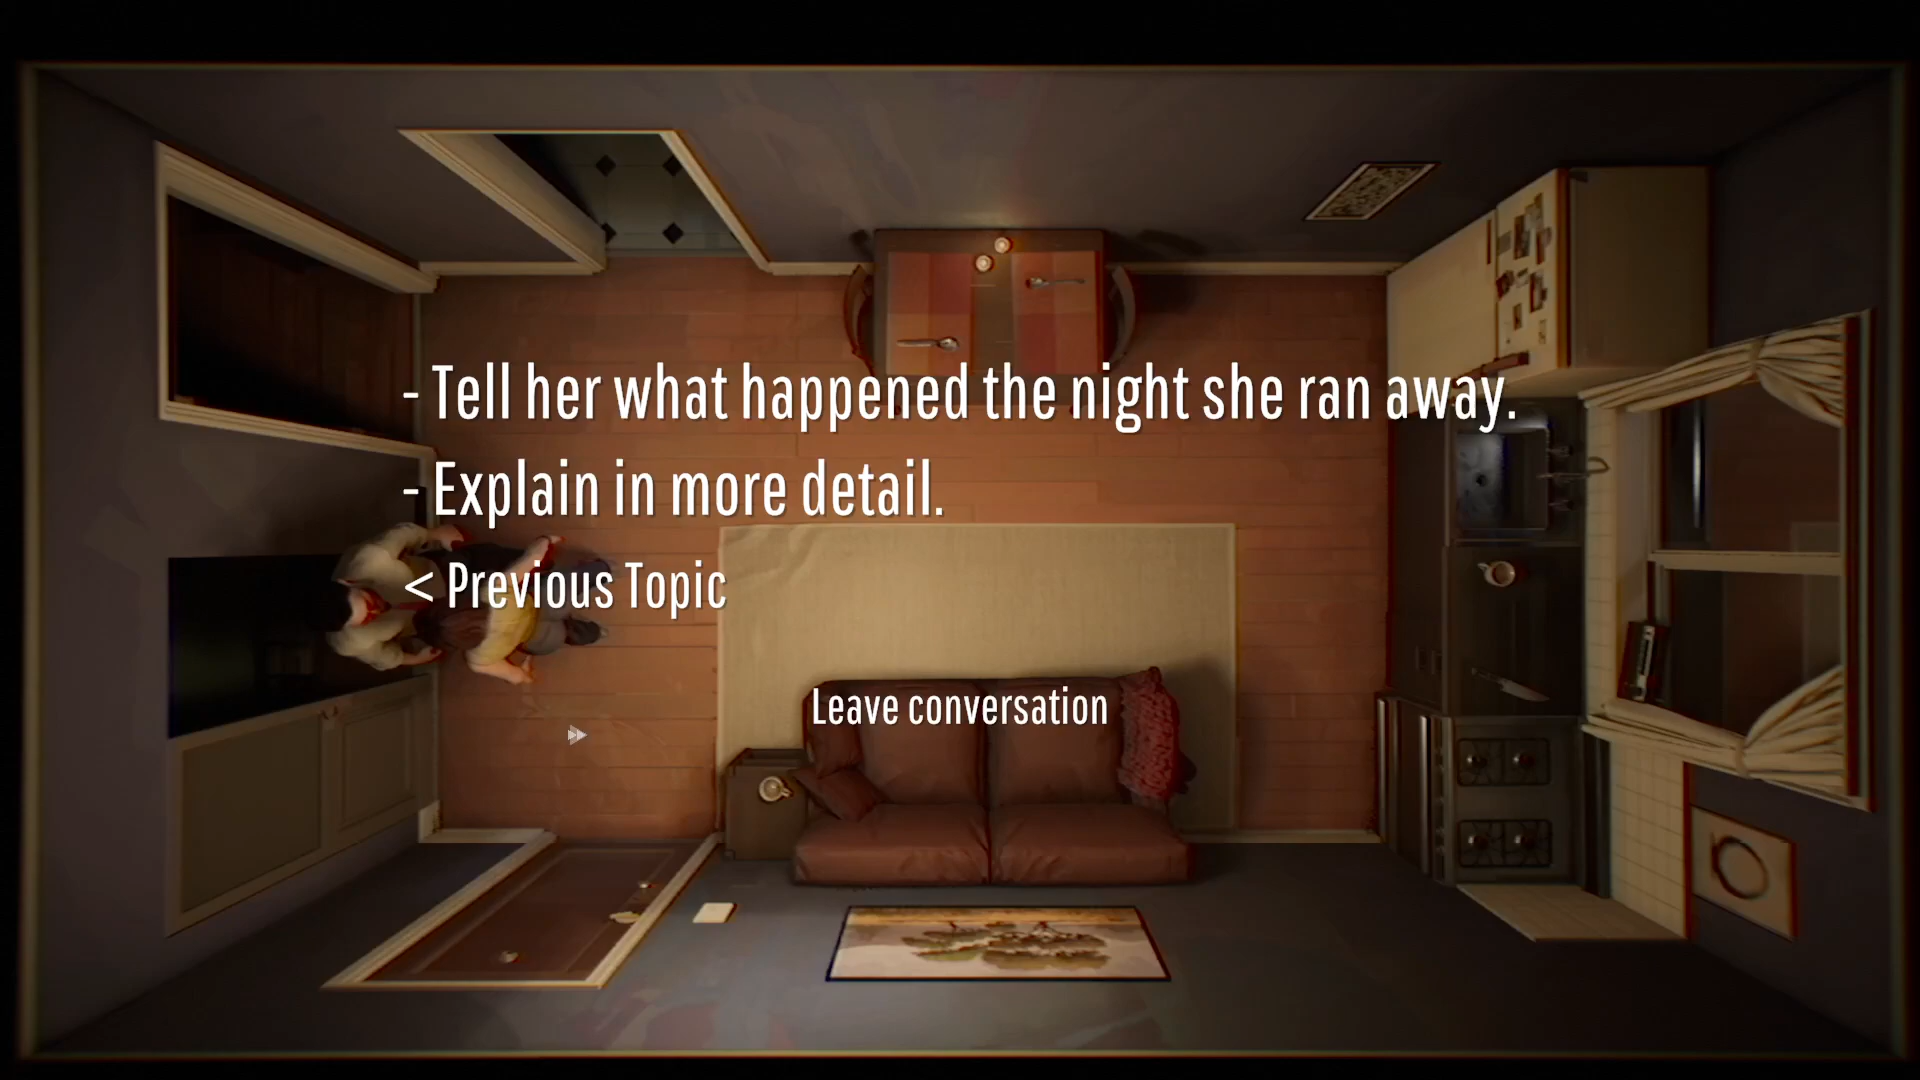 - Tell her what happened the night she ran away.
- Explain in more detail.
< Previous Topic
Leave conversation